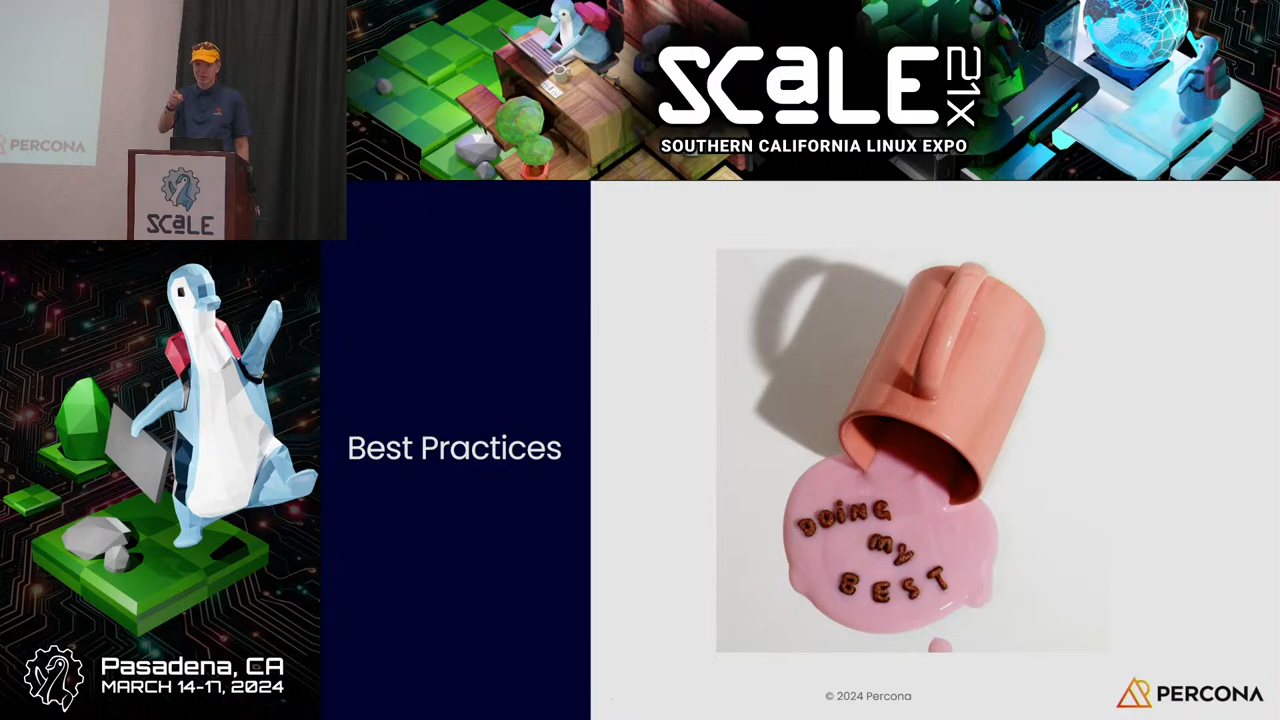 PERCONA
SCaLE
SCaLE 21X
SOUTHERN CALIFORNIA LINUX EXPO
Best Practices
DOiNG
my
BEST
Pasadena, CA
MARCH 14-17, 2024
© 2024 Percona
PERCONA